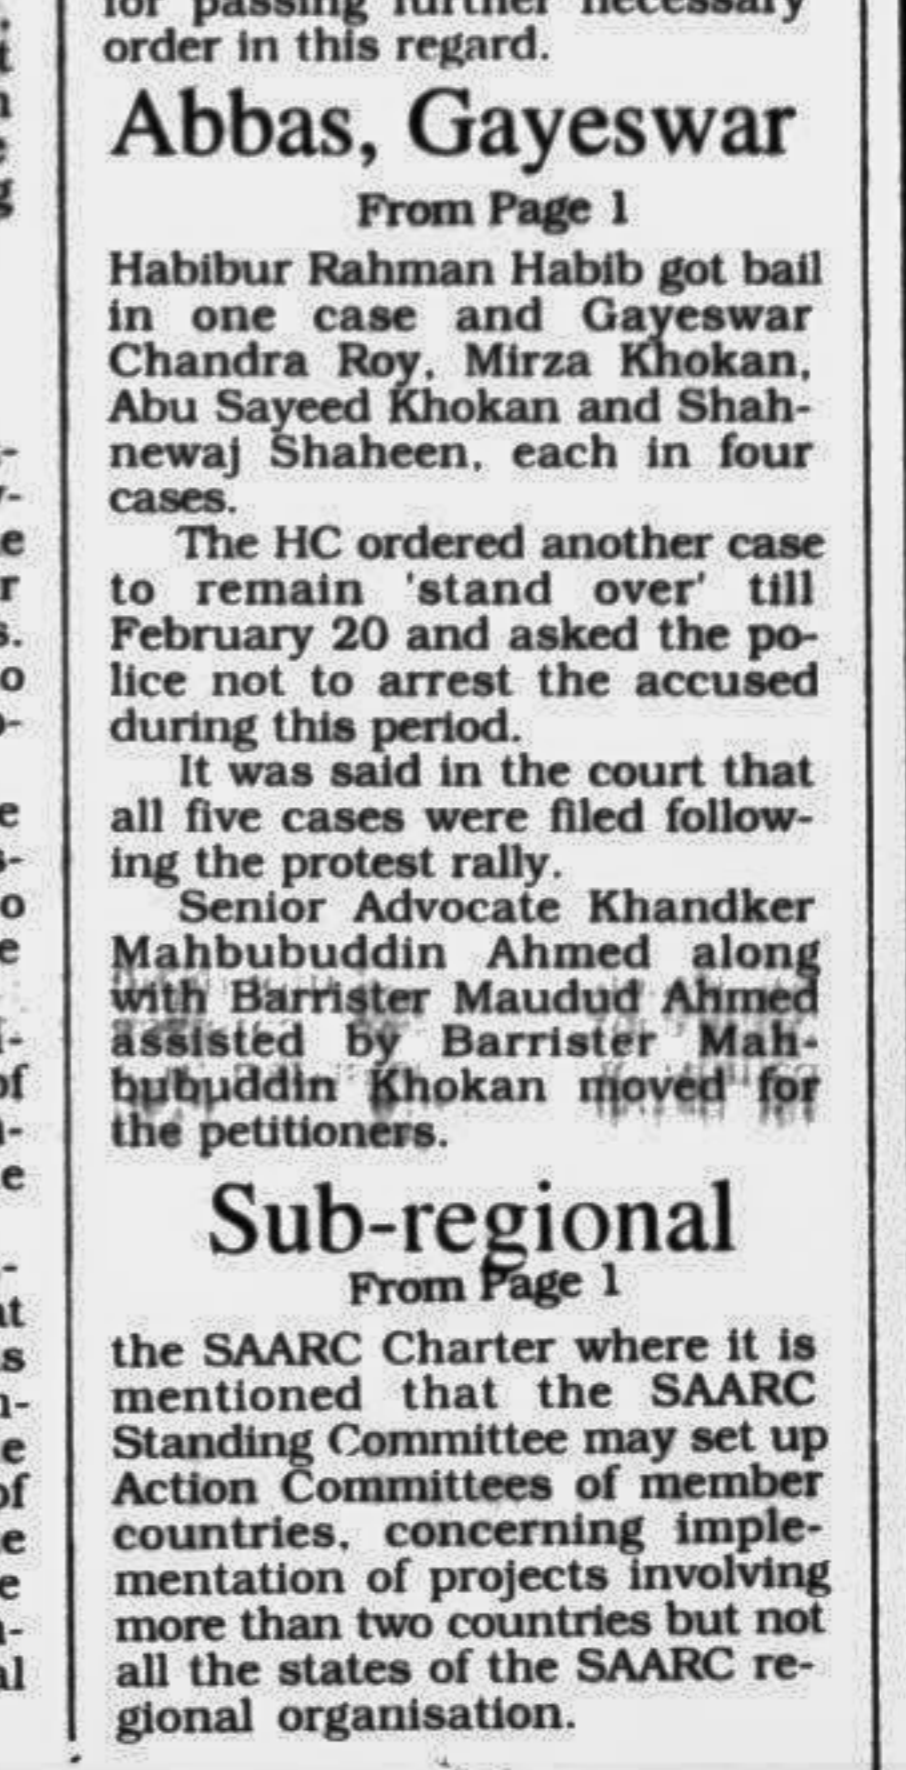 for passing further necessary
order in this regard.
Abbas, Gayeswar
From Page 1
Habibur Rahman Habib got bail
in one case and Gayeswar
Chandra Roy, Mirza Khokan,
Abu Sayeed Khokan and Shah-
newaj Shaheen, each in four
cases.
The HC ordered another case
to remain 'stand over' till
February 20 and asked the po-
lice not to arrest the accused
during this period.
It was said in the court that
all five cases were filed follow-
ing the protest rally.
Senior Advocate Khandker
Mahbubuddin Ahmed along
with Barrister Maudud Ahmed
assisted by Barrister Mah-
bubuddin Khokan moved for
the petitioners.
Sub-regional
From Page 1
the SAARC Charter where it is
mentioned that the SAARC
Standing Committee may set up
Action Committees of member
countries, concerning imple-
mentation of projects involving
more than two countries but not
all the states of the SAARC re-
gional organisation.